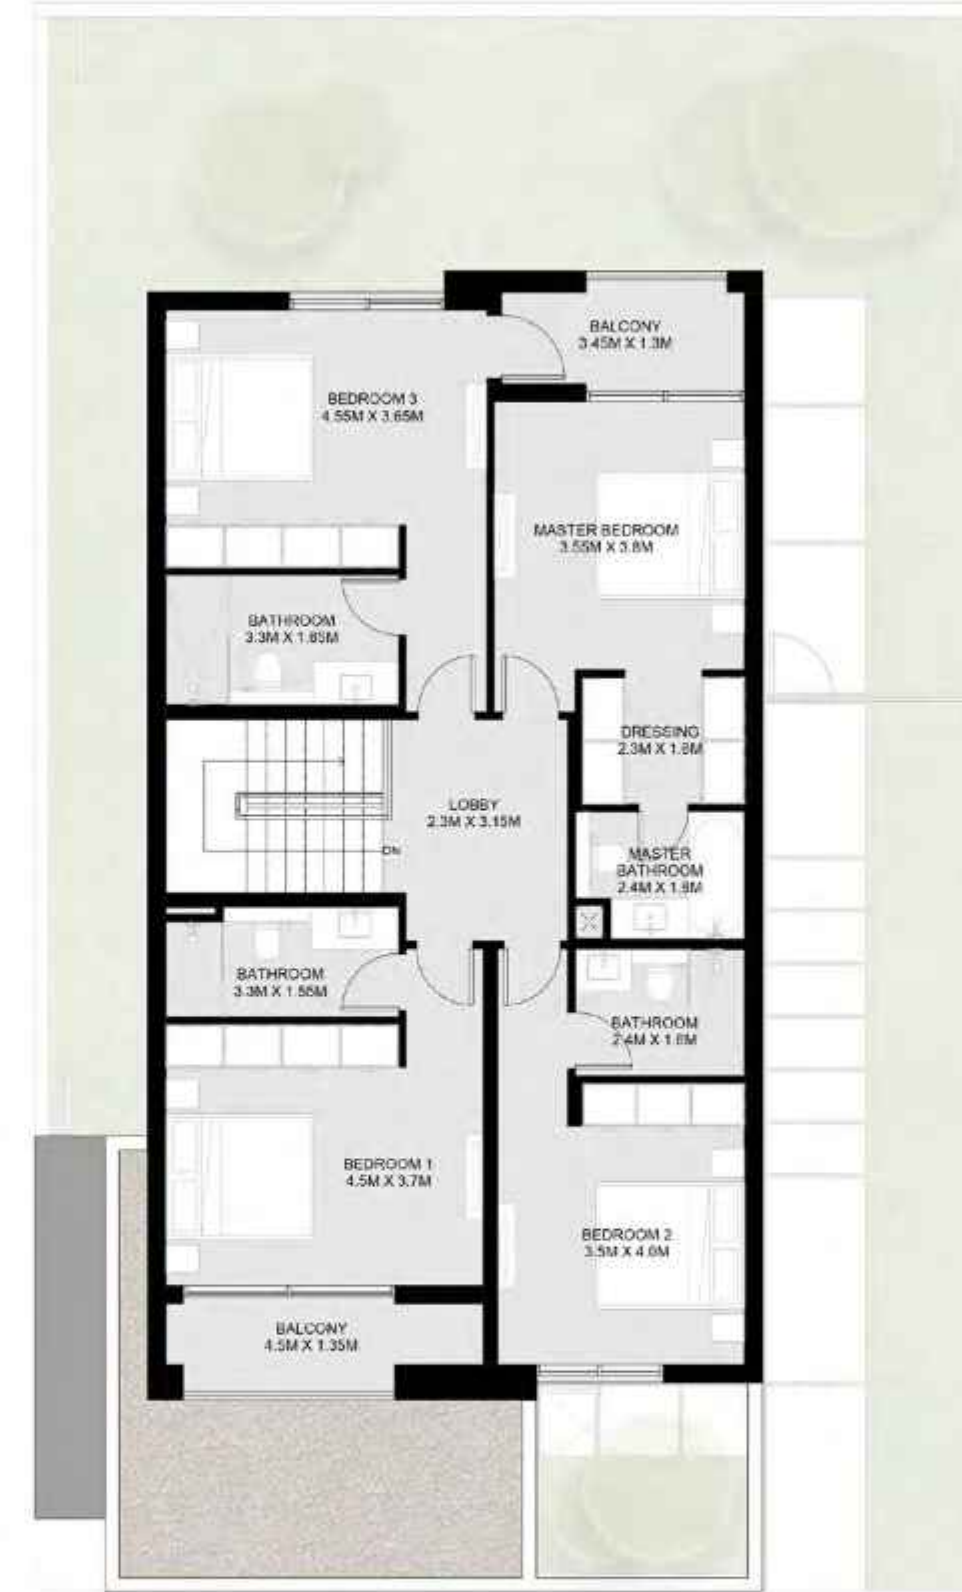 BALCONY
3.45M X 1.3M
BEDROOM 3
4.55M X 3.65M
MASTER BEDROOM
3.55M X 3.8M
BATHROOM
3.3M X 1.85M
DRESSING
2.3M X 1.8M
LOBBY
2.3M X 3.15M
DN
MASTER
BATHROOM
2.4M X 1.8M
BATHROOM
3.3M X 1.55M
BATHROOM
2.4M X 1.8M
BEDROOM 1
4.5M X 3.7M
BEDROOM 2
3.5M X 4.0M
BALCONY
4.5M X 1.35M